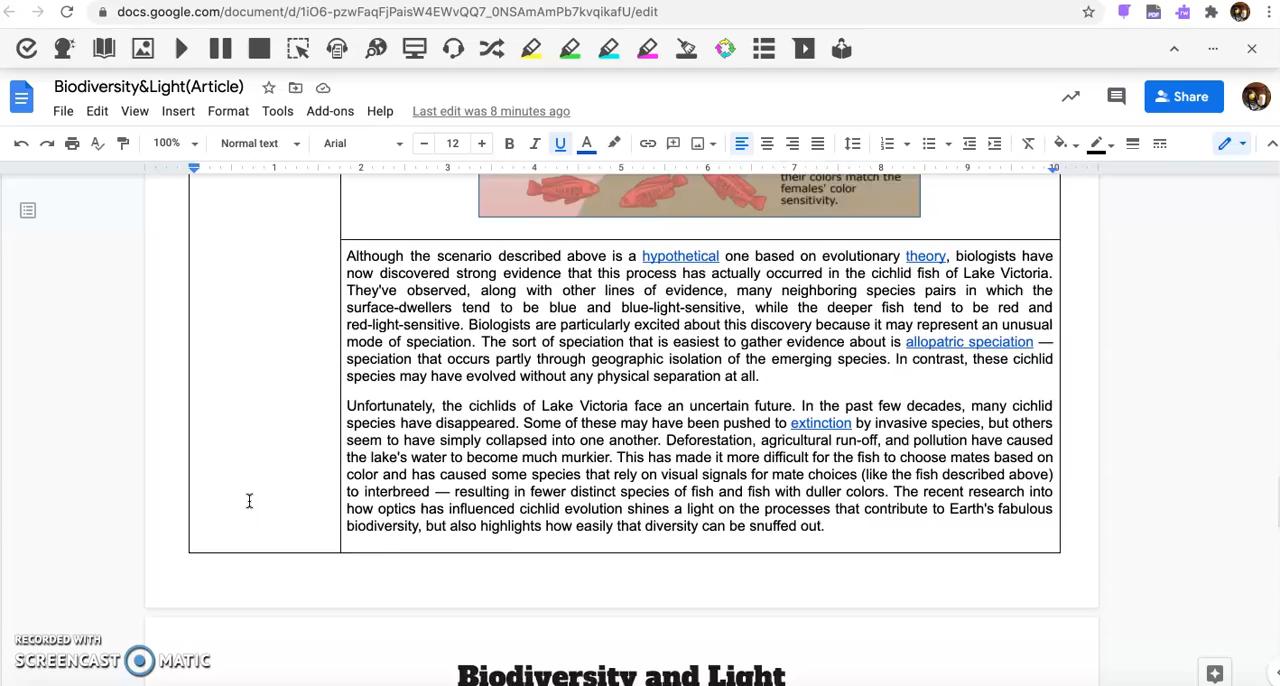 docs.google.com/document/d/1iO6-pzwFaqFjPaisW4EWvQQ7_0NSAmAmPb7kvqikafU/edit
Biodiversity&Light(Article)
File Edit View Insert Format Tools Add-ons Help Last edit was 8 minutes ago
Share
100% Normal text Arial 12
1 2 3 4 5 6 7 8 9 10
their colors match the
females' color
sensitivity.
Although the scenario described above is a hypothetical one based on evolutionary theory, biologists have
now discovered strong evidence that this process has actually occurred in the cichlid fish of Lake Victoria.
They've observed, along with other lines of evidence, many neighboring species pairs in which the
surface-dwellers tend to be blue and blue-light-sensitive, while the deeper fish tend to be red and
red-light-sensitive. Biologists are particularly excited about this discovery because it may represent an unusual
mode of speciation. The sort of speciation that is easiest to gather evidence about is allopatric speciation —
speciation that occurs partly through geographic isolation of the emerging species. In contrast, these cichlid
species may have evolved without any physical separation at all.
Unfortunately, the cichlids of Lake Victoria face an uncertain future. In the past few decades, many cichlid
species have disappeared. Some of these may have been pushed to extinction by invasive species, but others
seem to have simply collapsed into one another. Deforestation, agricultural run-off, and pollution have caused
the lake's water to become much murkier. This has made it more difficult for the fish to choose mates based on
color and has caused some species that rely on visual signals for mate choices (like the fish described above)
to interbreed — resulting in fewer distinct species of fish and fish with duller colors. The recent research into
how optics has influenced cichlid evolution shines a light on the processes that contribute to Earth's fabulous
biodiversity, but also highlights how easily that diversity can be snuffed out.
RECORDED WITH
SCREENCAST MATIC
Biodiversity and Light